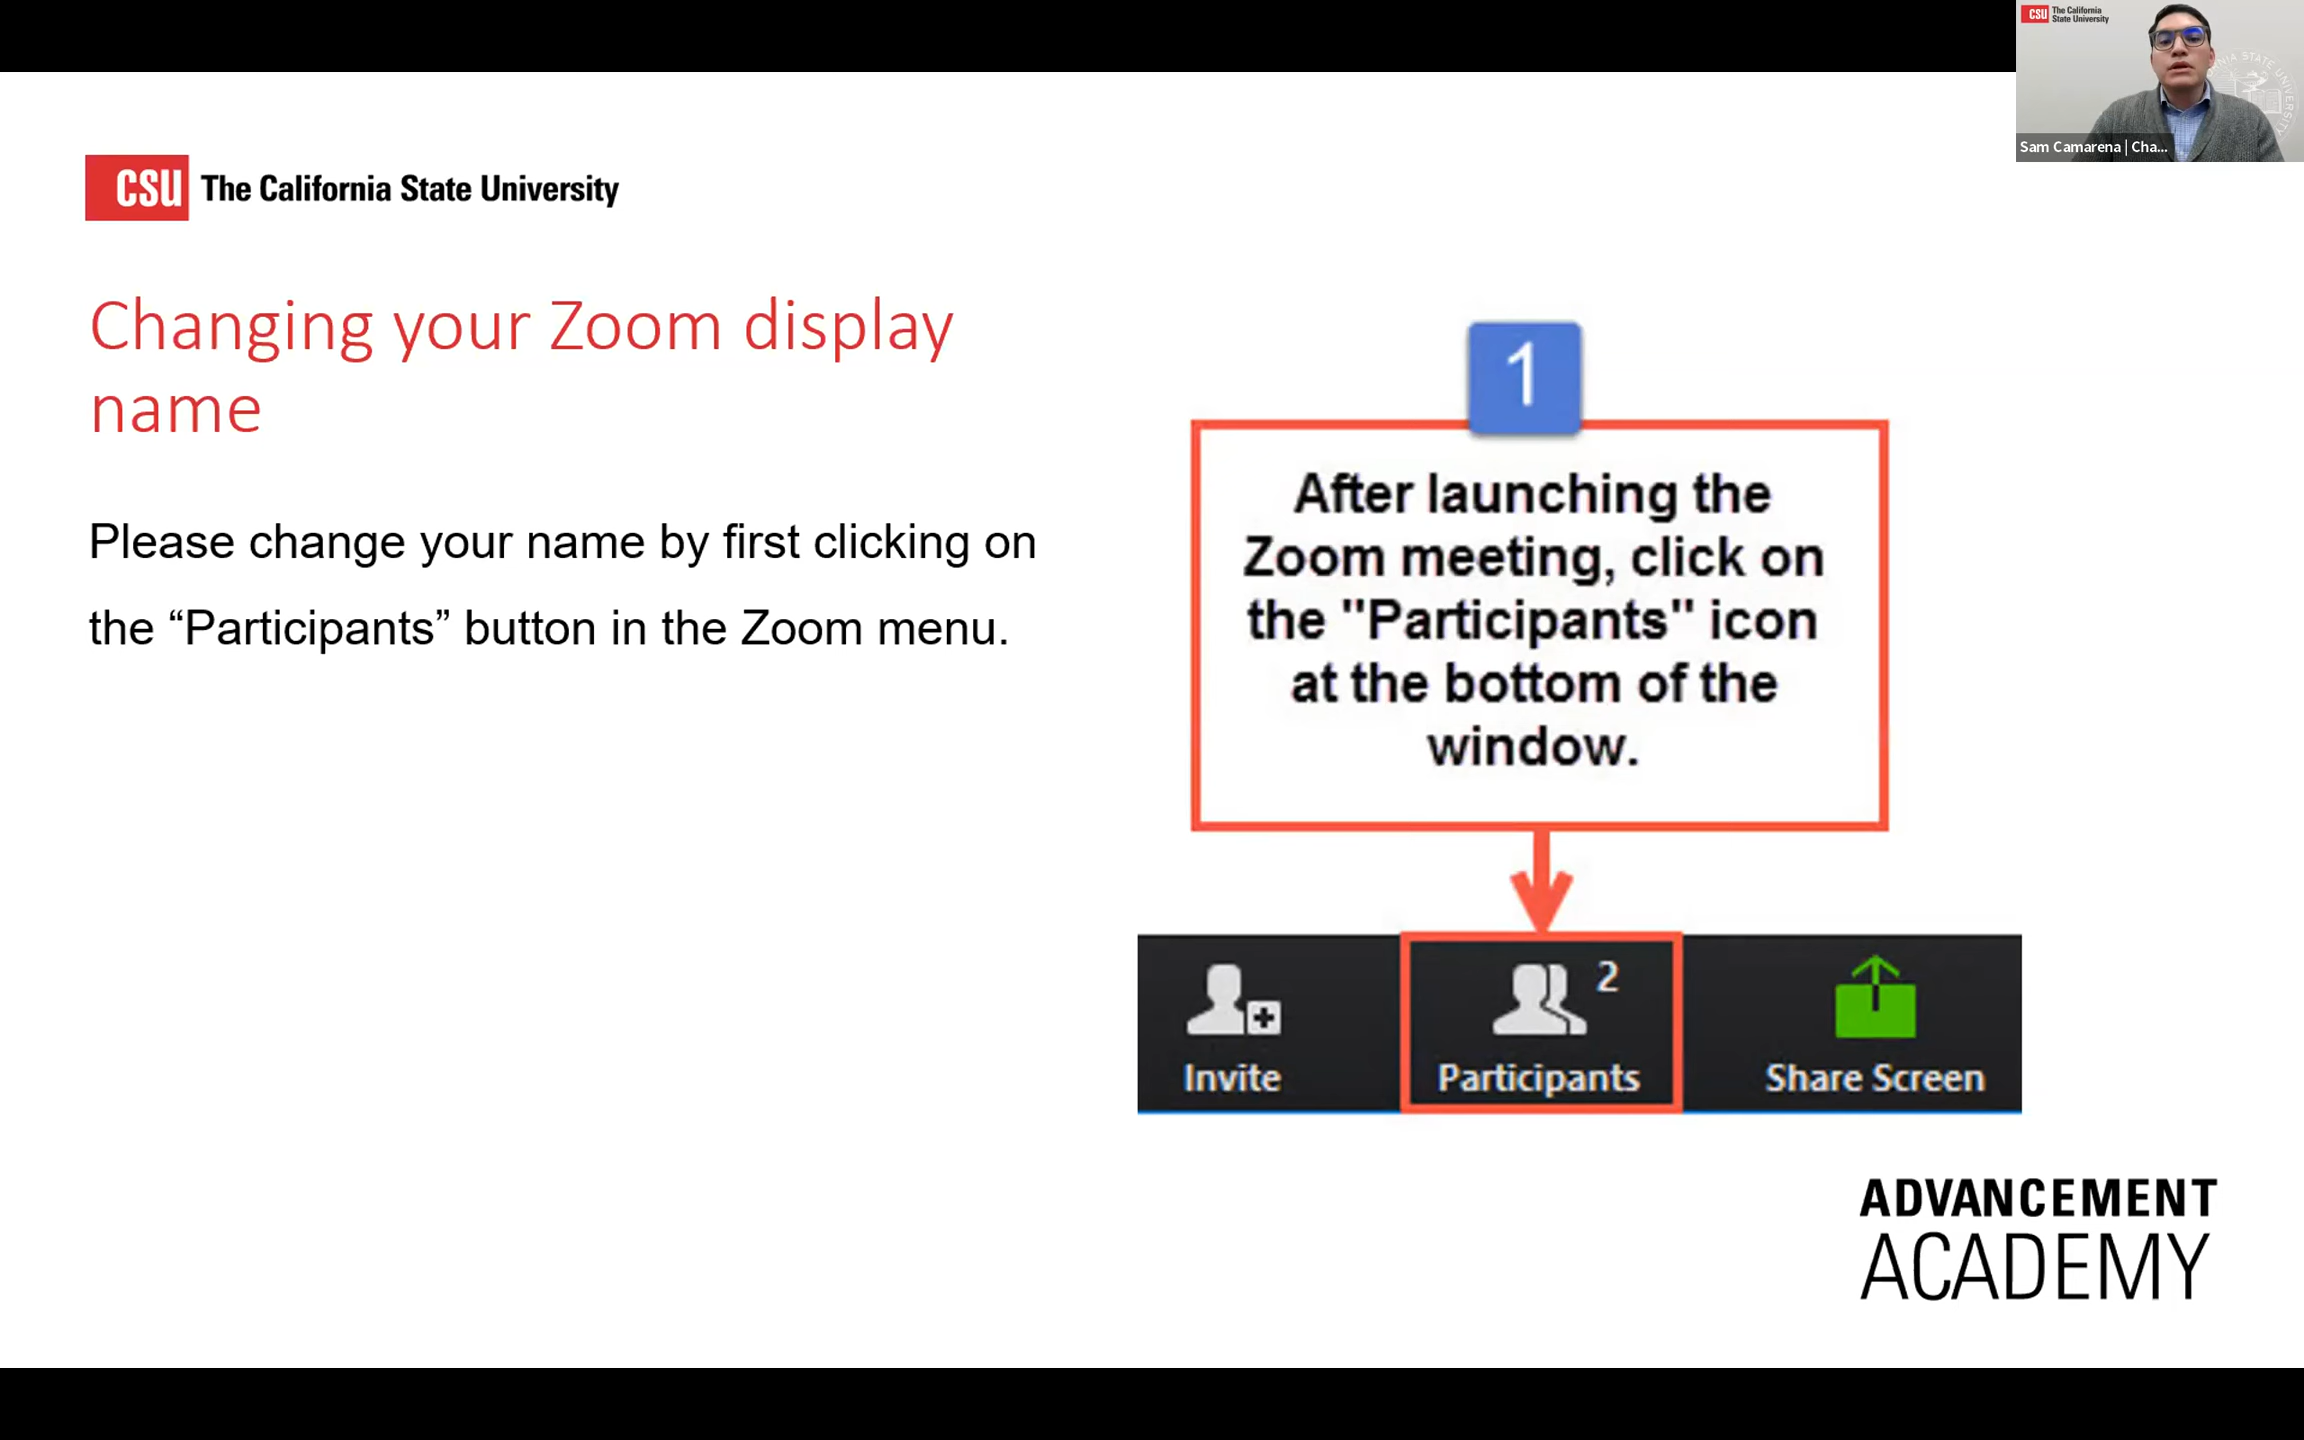 CSU The California
State University
Sam Camarena | Cha...
CSU The California State University
Changing your Zoom display
name
Please change your name by first clicking on
the “Participants” button in the Zoom menu.
1
After launching the
Zoom meeting, click on
the "Participants" icon
at the bottom of the
window.
2
Invite
Participants
Share Screen
ADVANCEMENT
ACADEMY